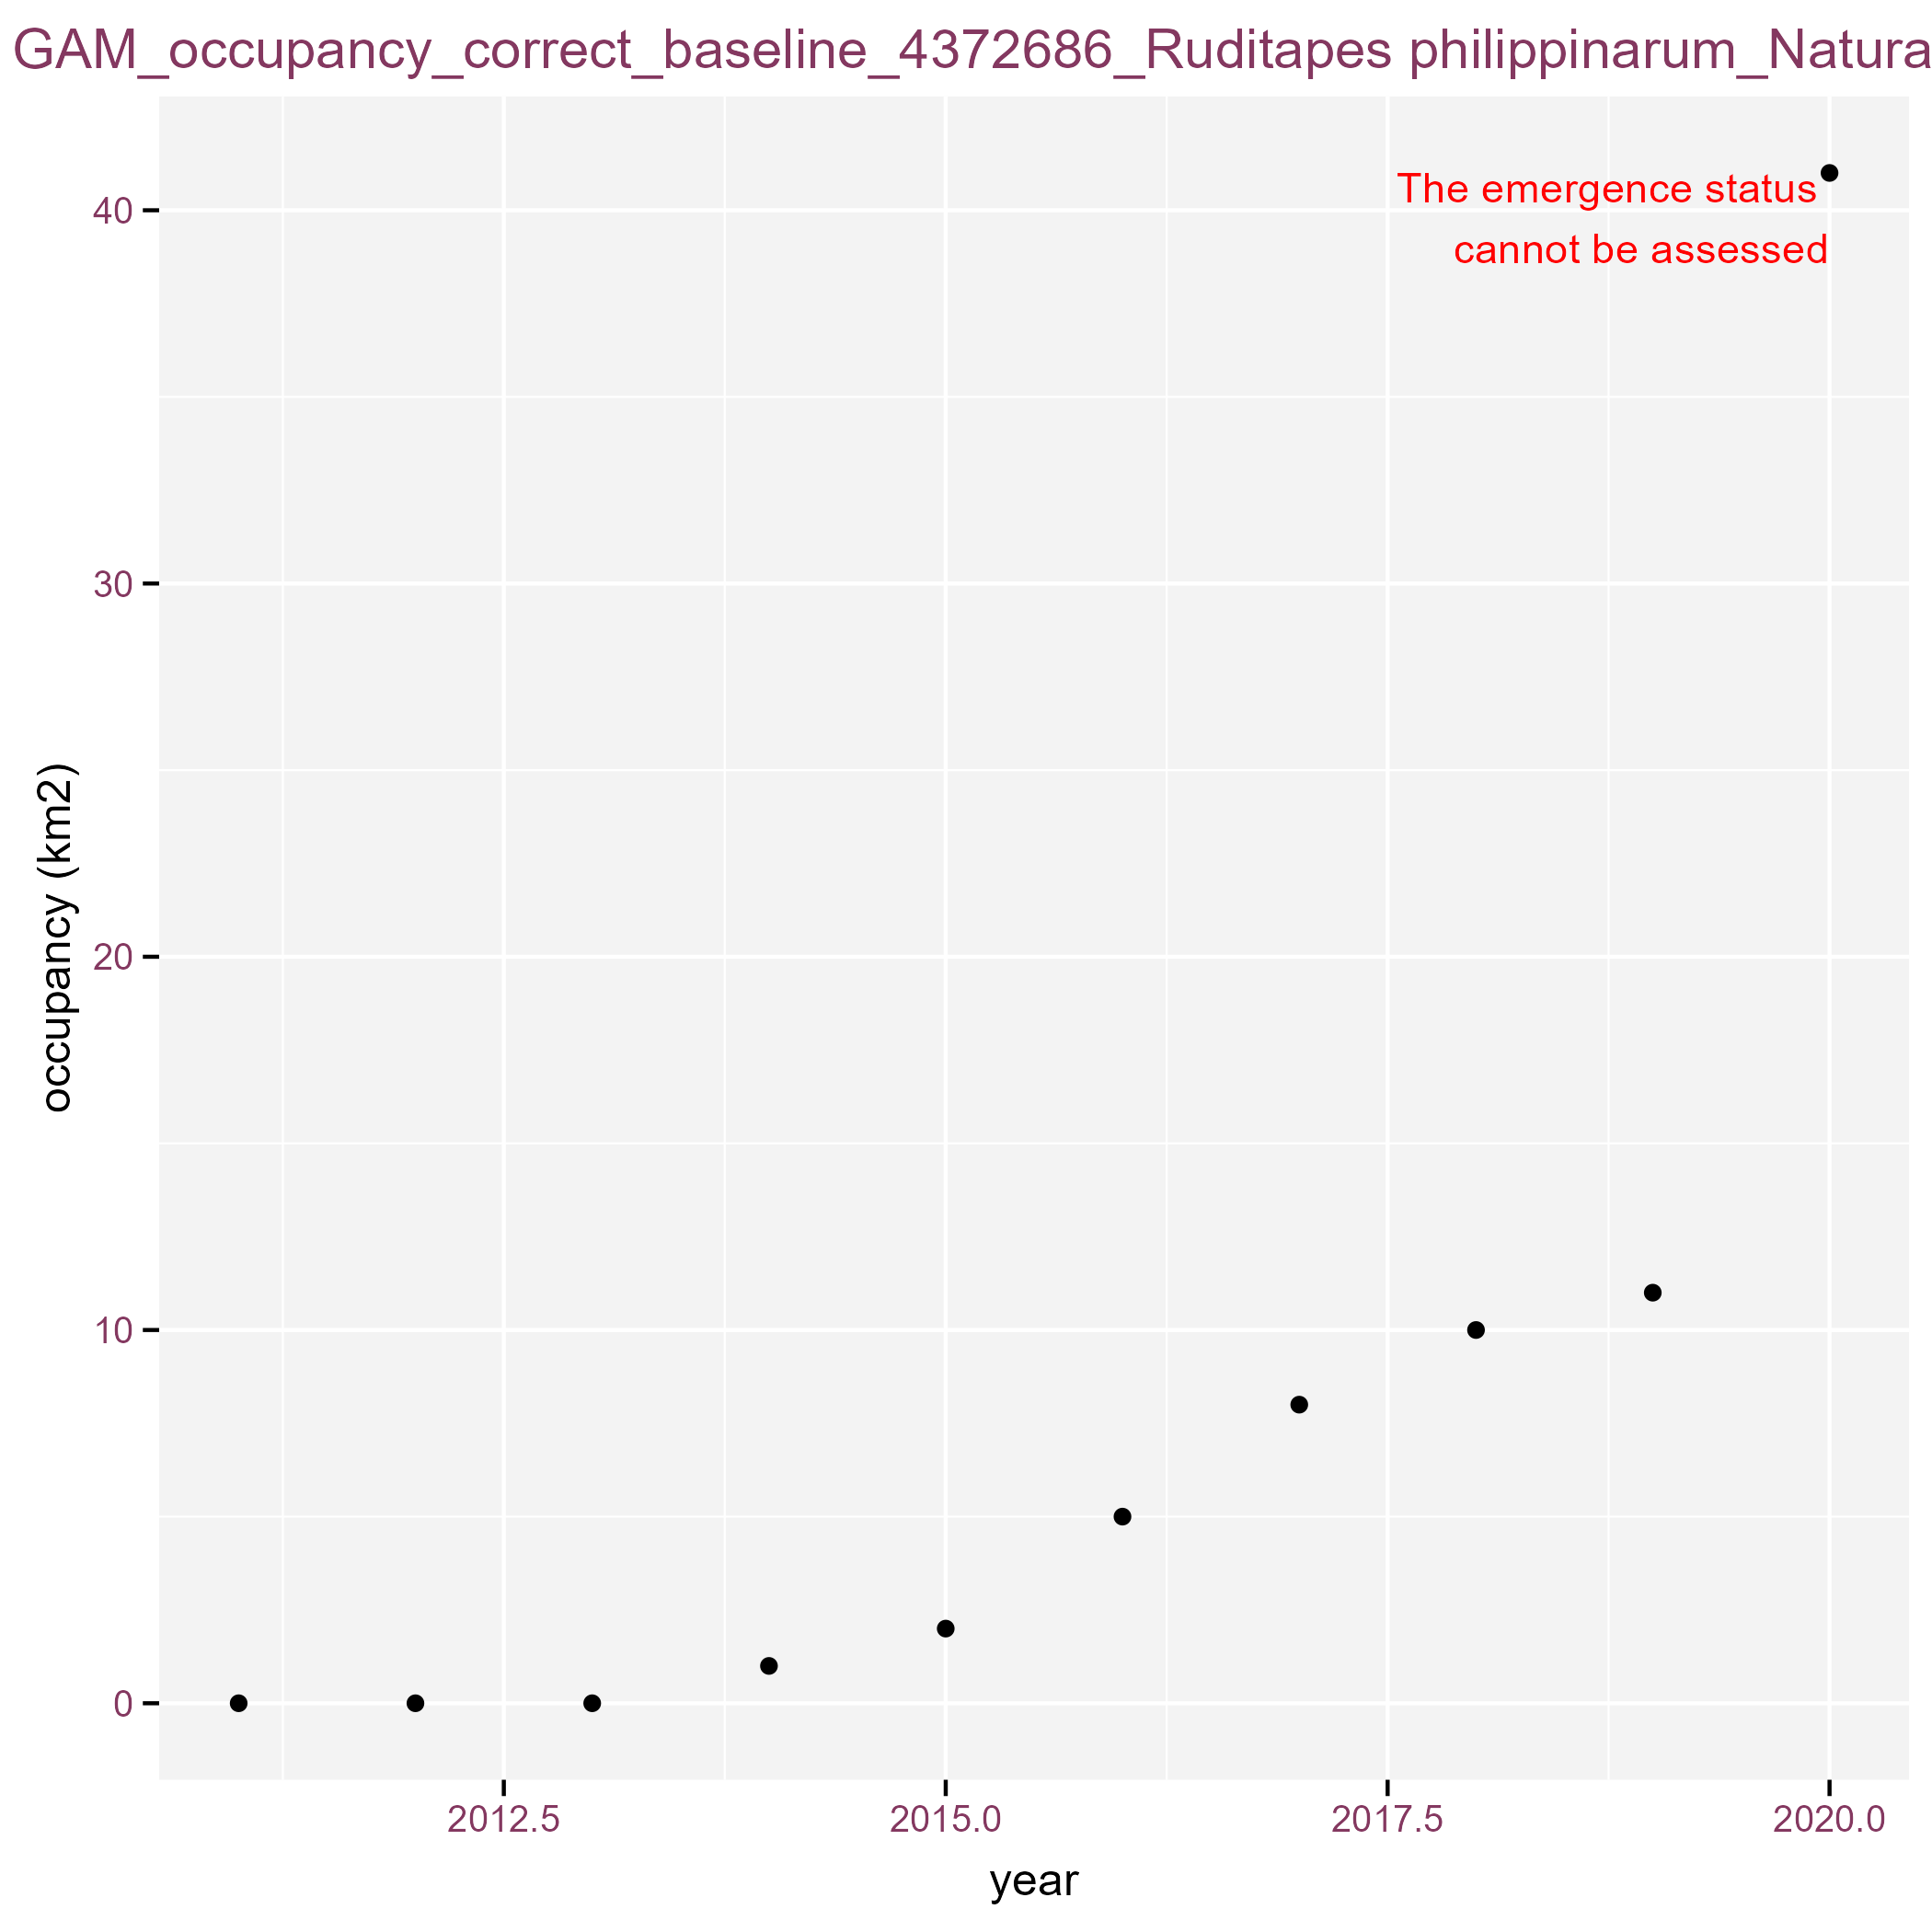 GAM_occupancy_correct_baseline_4372686_Ruditapes philippinarum_Natura
The emergence status
cannot be assessed
40
30
20
10
0
occupancy (km2)
2012.5 2015.0 2017.5 2020.0
year